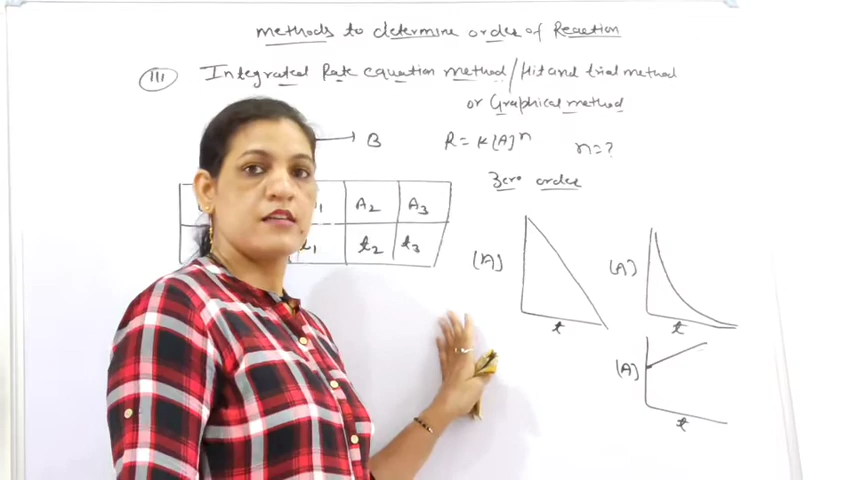 methods to determine order of Reaction
III Integrated Rate equation method / Hit and trial method
or Graphical method
B R = K[A]ⁿ n = ?
Zero order
A₂ A₃
t₁ t₂ t₃
[A] t
[A] t
[A] t